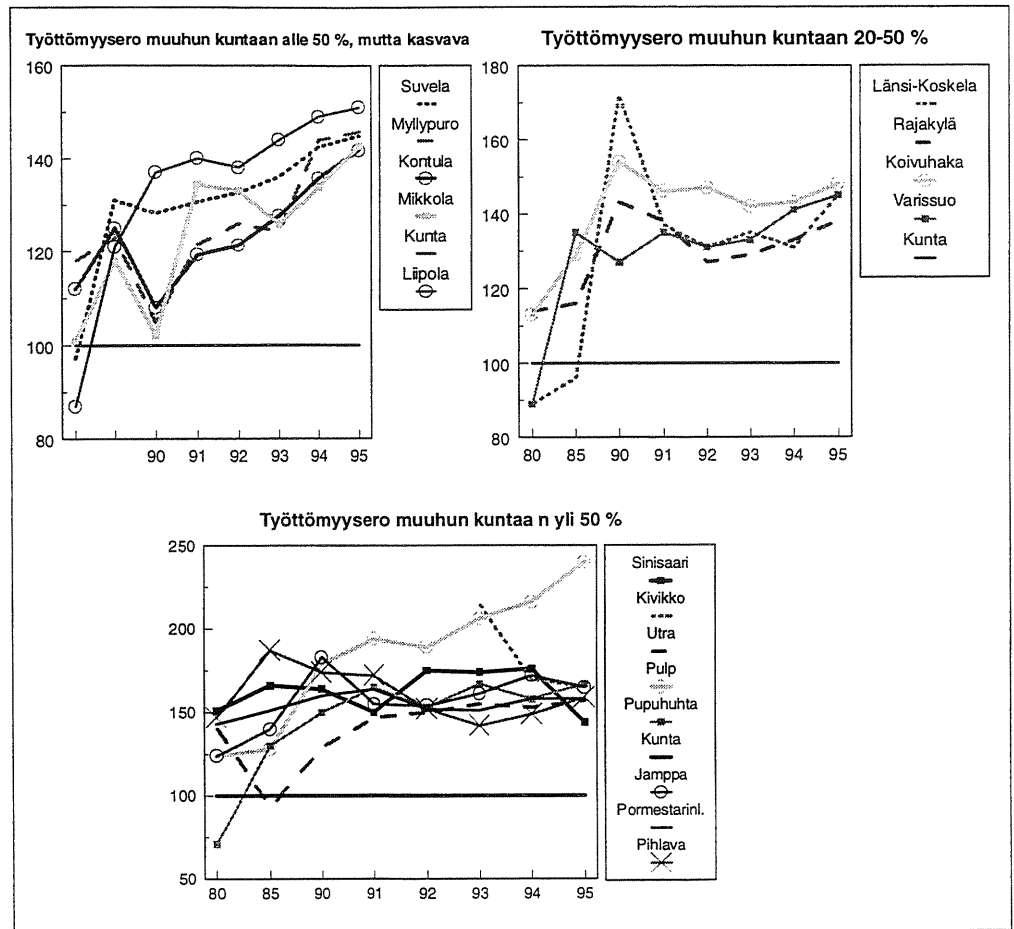 Työttömyysero muuhun kuntaan alle 50 %, mutta kasvava
160
140
120
100
80
90 91 92 93 94 95
Suvela
Myllypuro
Kontula
Mikkola
Kunta
Liipola
Työttömyysero muuhun kuntaan 20-50 %
180
160
140
120
100
80
80 85 90 91 92 93 94 95
Länsi-Koskela
Rajakylä
Koivuhaka
Varissuo
Kunta
Työttömyysero muuhun kuntaa n yli 50 %
250
200
150
100
50
80 85 90 91 92 93 94 95
Sinisaari
Kivikko
Utra
Pulp
Pupuhuhta
Kunta
Jamppa
Pormestarinl.
Pihlava